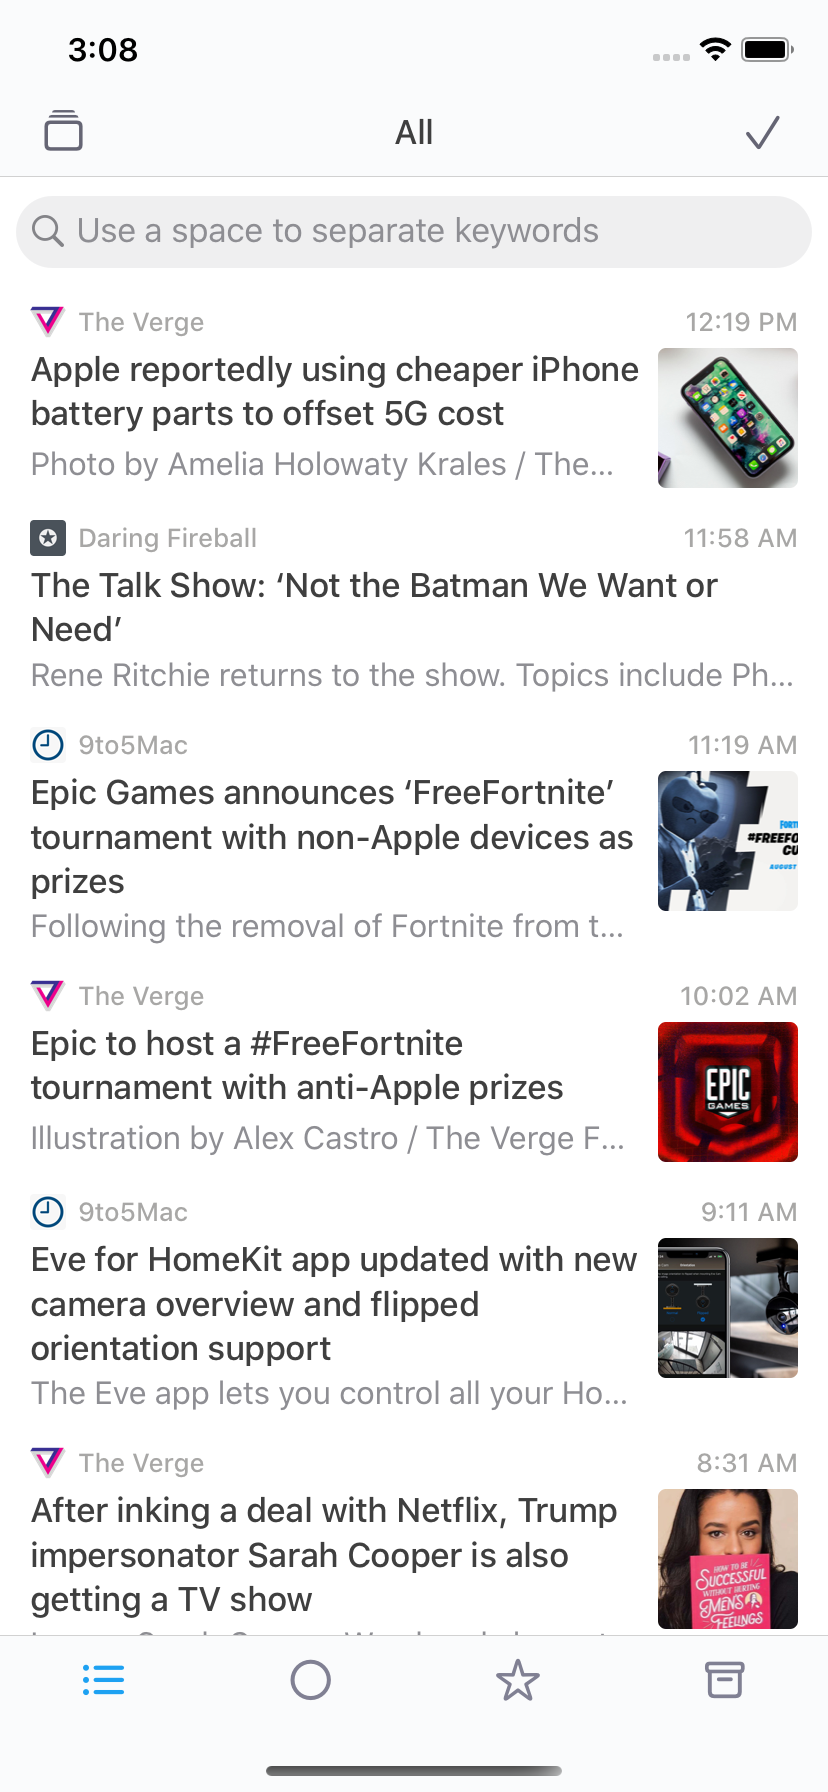 3:08
All
Use a space to separate keywords
The Verge
12:19 PM
Apple reportedly using cheaper iPhone
battery parts to offset 5G cost
Photo by Amelia Holowaty Krales / The...
Daring Fireball
11:58 AM
The Talk Show: ‘Not the Batman We Want or
Need’
Rene Ritchie returns to the show. Topics include Ph...
9to5Mac
11:19 AM
Epic Games announces ‘FreeFortnite’
tournament with non-Apple devices as
prizes
Following the removal of Fortnite from t...
FORT
#FREEFO
CU
AUGUST
The Verge
10:02 AM
Epic to host a #FreeFortnite
tournament with anti-Apple prizes
Illustration by Alex Castro / The Verge F...
EPIC
GAMES
9to5Mac
9:11 AM
Eve for HomeKit app updated with new
camera overview and flipped
orientation support
The Eve app lets you control all your Ho...
The Verge
8:31 AM
After inking a deal with Netflix, Trump
impersonator Sarah Cooper is also
getting a TV show
HOW TO BE
SUCCESSFUL
WITHOUT HURTING
MEN'S
FEELINGS